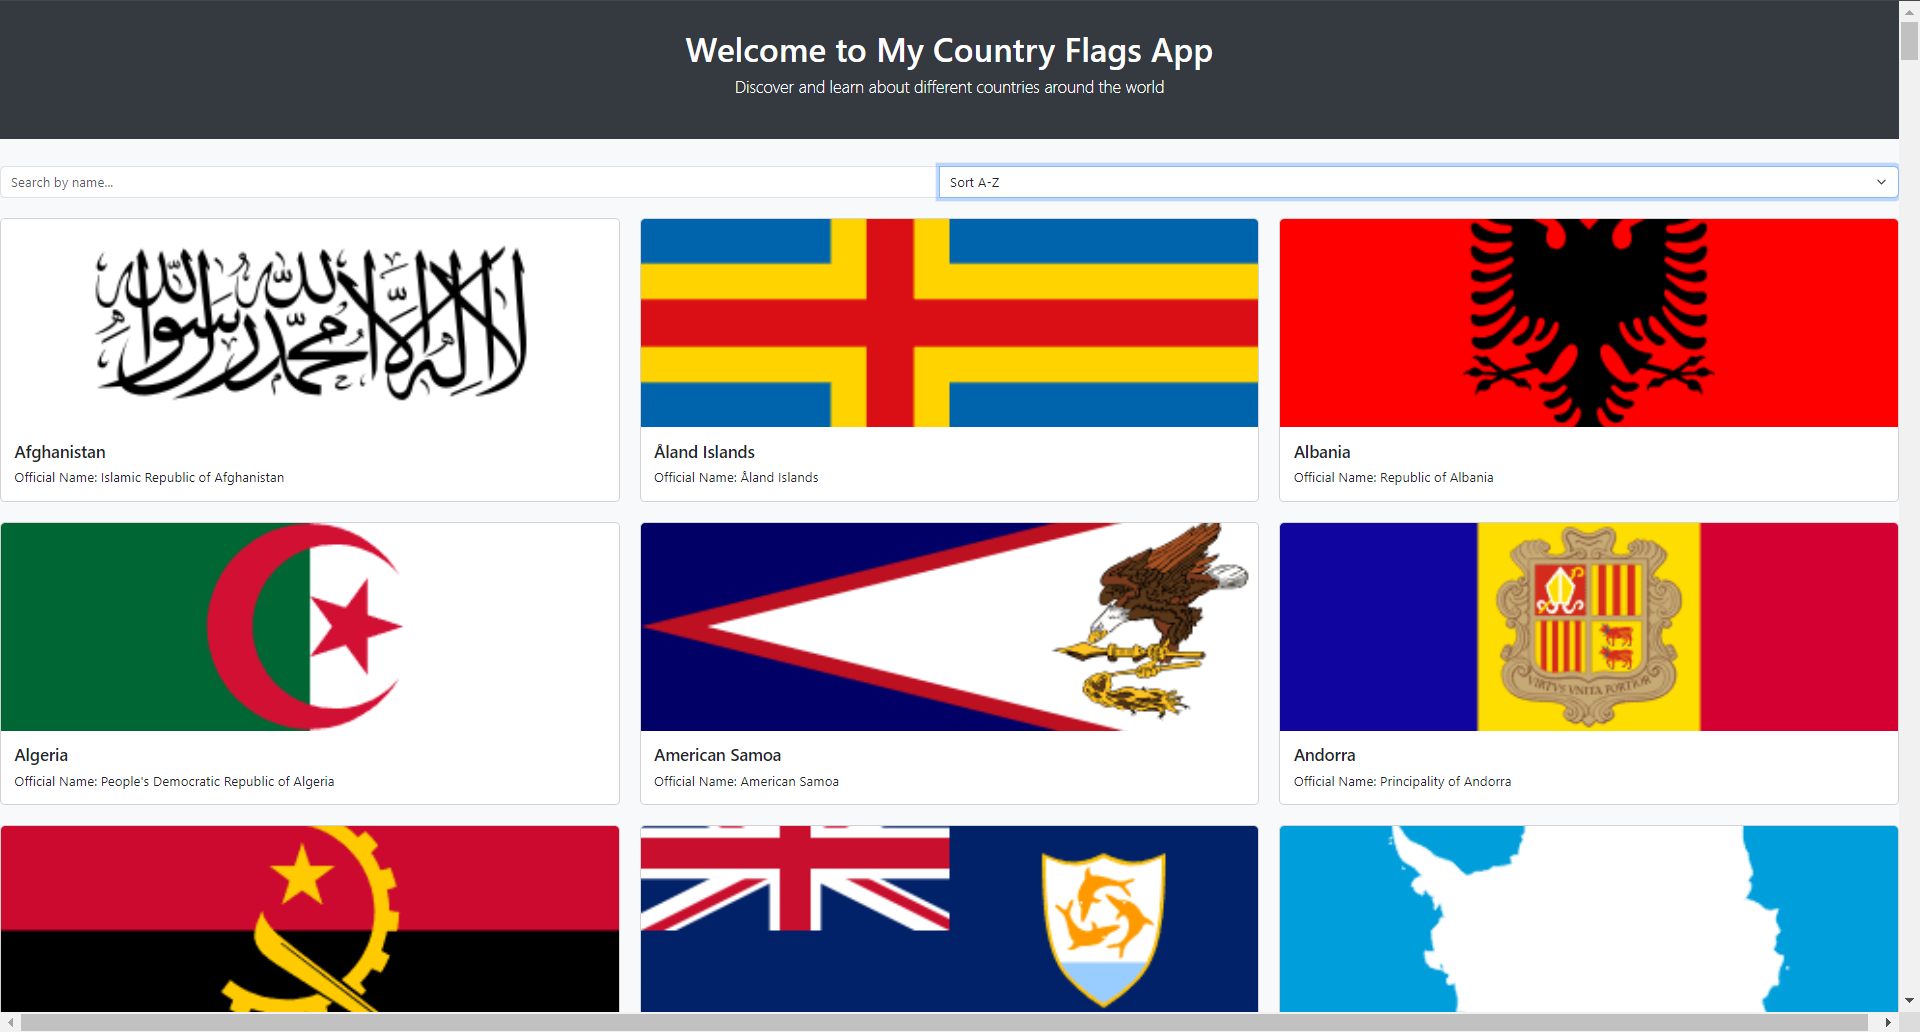 Welcome to My Country Flags App
Discover and learn about different countries around the world
Search by name...
Sort A-Z
لا إله إلا الله محمد رسول الله
Afghanistan
Official Name: Islamic Republic of Afghanistan
Åland Islands
Official Name: Åland Islands
Albania
Official Name: Republic of Albania
VIRTVS VNITA FORTIOR
Algeria
Official Name: People's Democratic Republic of Algeria
American Samoa
Official Name: American Samoa
Andorra
Official Name: Principality of Andorra